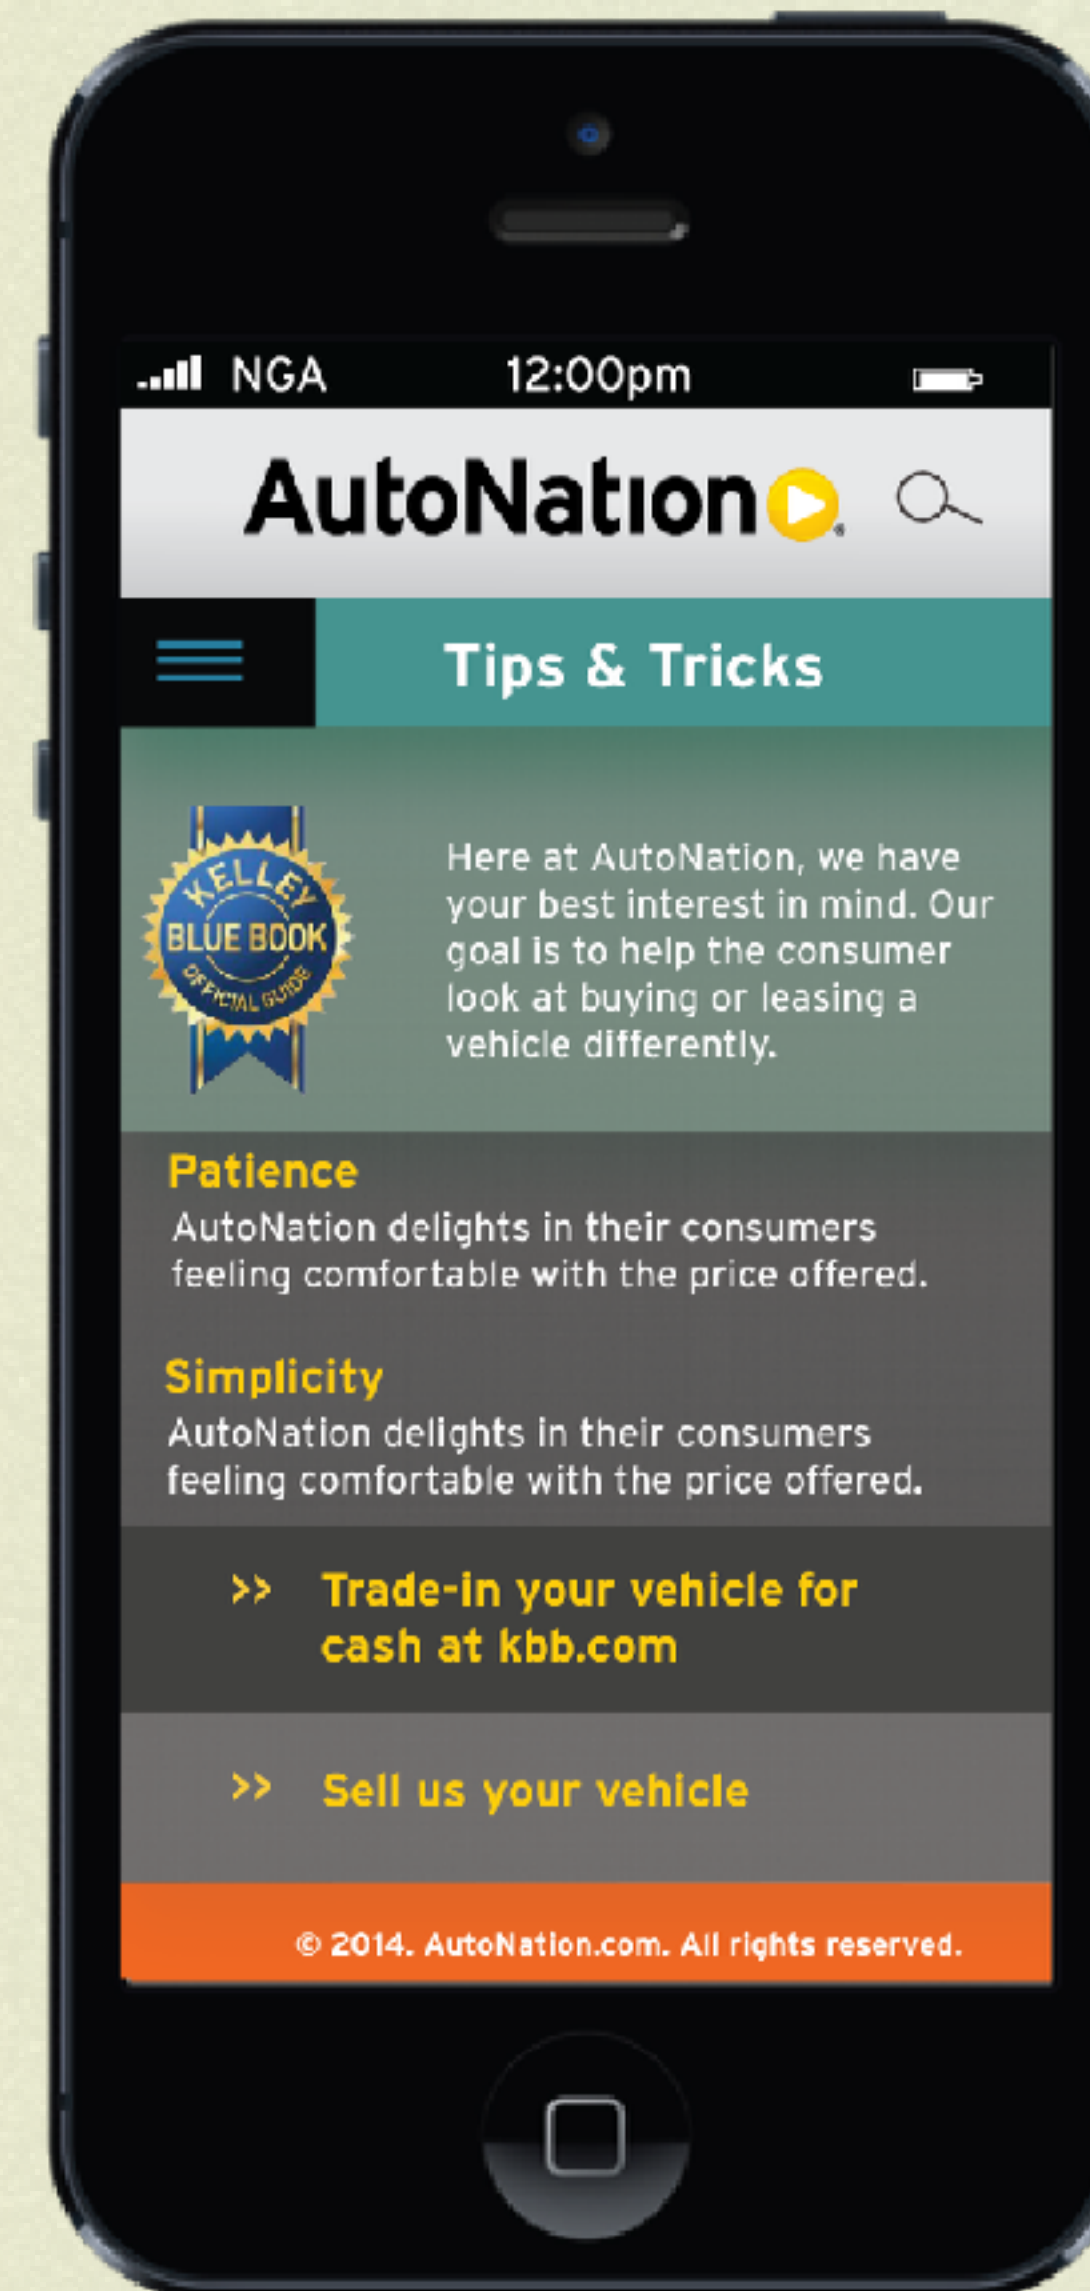 NGA 12:00pm
AutoNation
Tips & Tricks
KELLEY
BLUE BOOK
OFFICIAL GUIDE
Here at AutoNation, we have
your best interest in mind. Our
goal is to help the consumer
look at buying or leasing a
vehicle differently.
Patience
AutoNation delights in their consumers
feeling comfortable with the price offered.
Simplicity
AutoNation delights in their consumers
feeling comfortable with the price offered.
>> Trade-in your vehicle for
cash at kbb.com
>> Sell us your vehicle
© 2014. AutoNation.com. All rights reserved.